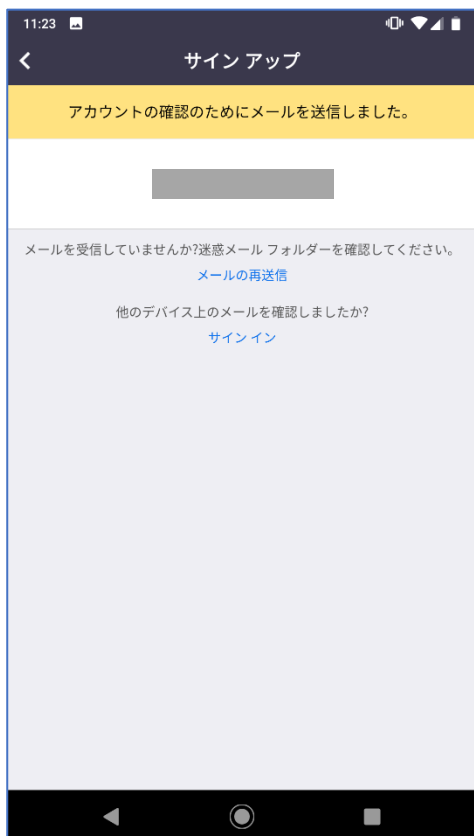 11:23
サイン アップ
アカウントの確認のためにメールを送信しました。
メールを受信していませんか?迷惑メール フォルダーを確認してください。
メールの再送信
他のデバイス上のメールを確認しましたか?
サイン イン